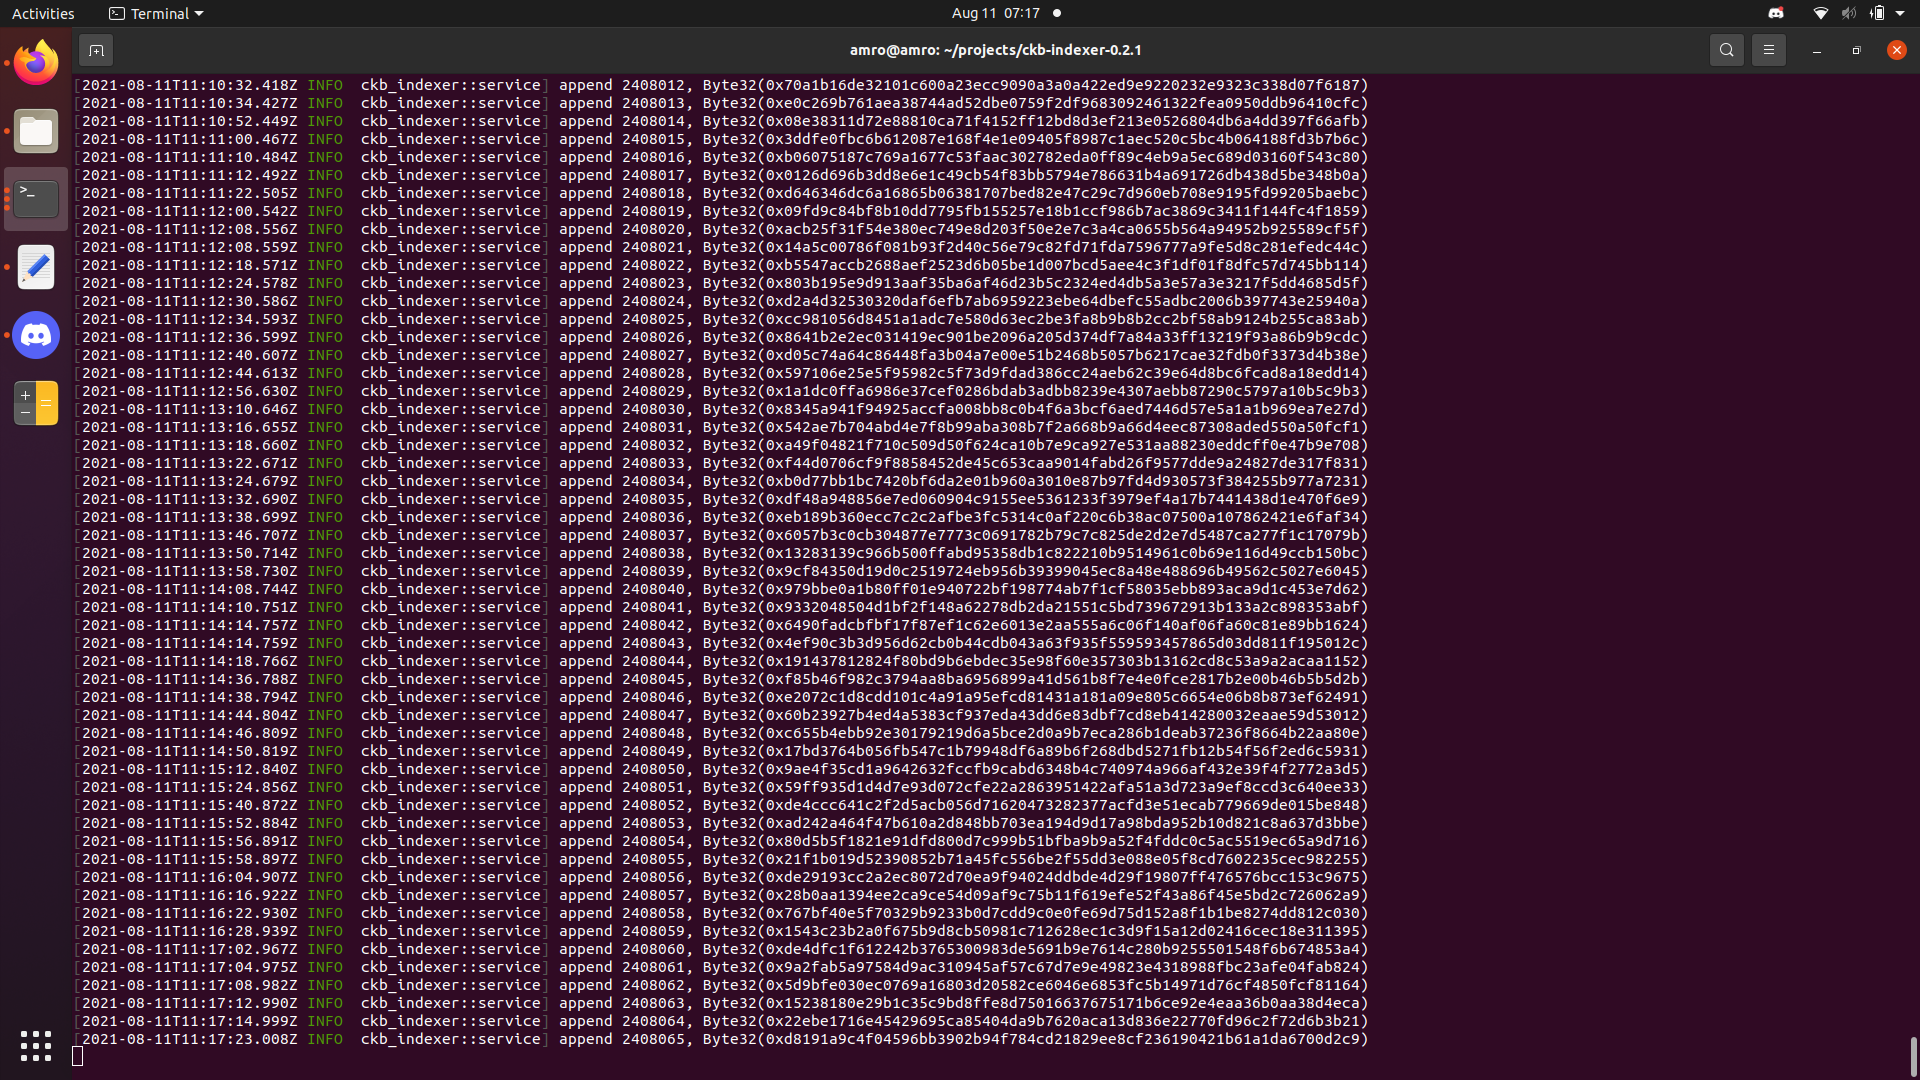 Activities
Terminal
Aug 11 07:17
amro@amro: ~/projects/ckb-indexer-0.2.1
[2021-08-11T11:10:32.418Z INFO  ckb_indexer::service] append 2408012, Byte32(0x70a1b16de32101c600a23ecc9090a3a0a422ed9e9220232e9323c338d07f6187)
[2021-08-11T11:10:34.427Z INFO  ckb_indexer::service] append 2408013, Byte32(0xe0c269b761aea38744ad52dbe0759f2df9683092461322fea0950ddb96410cfc)
[2021-08-11T11:10:52.449Z INFO  ckb_indexer::service] append 2408014, Byte32(0x08e38311d72e88810ca71f4152ff12bd8d3ef213e0526804db6a4dd397f66afb)
[2021-08-11T11:11:00.467Z INFO  ckb_indexer::service] append 2408015, Byte32(0x3ddfe0fbc6b612087e168f4e1e09405f8987c1aec520c5bc4b064188fd3b7b6c)
[2021-08-11T11:11:10.484Z INFO  ckb_indexer::service] append 2408016, Byte32(0xb06075187c769a1677c53faac302782eda0ff89c4eb9a5ec689d03160f543c80)
[2021-08-11T11:11:12.492Z INFO  ckb_indexer::service] append 2408017, Byte32(0x0126d696b3dd8e6e1c49cb54f83bb5794e786631b4a691726db438d5be348b0a)
[2021-08-11T11:11:22.505Z INFO  ckb_indexer::service] append 2408018, Byte32(0xd646346dc6a16865b06381707bed82e47c29c7d960eb708e9195fd99205baebc)
[2021-08-11T11:12:00.542Z INFO  ckb_indexer::service] append 2408019, Byte32(0x09fd9c84bf8b10dd7795fb155257e18b1ccf986b7ac3869c3411f144fc4f1859)
[2021-08-11T11:12:08.556Z INFO  ckb_indexer::service] append 2408020, Byte32(0xacb25f31f54e380ec749e8d203f50e2e7c3a4ca0655b564a94952b925589cf5f)
[2021-08-11T11:12:08.559Z INFO  ckb_indexer::service] append 2408021, Byte32(0x14a5c00786f081b93f2d40c56e79c82fd71fda7596777a9fe5d8c281efedc44c)
[2021-08-11T11:12:18.571Z INFO  ckb_indexer::service] append 2408022, Byte32(0xb5547accb2688aef2523d6b05be1d007bcd5aee4c3f1df01f8dfc57d745bb114)
[2021-08-11T11:12:24.578Z INFO  ckb_indexer::service] append 2408023, Byte32(0x803b195e9d913aaf35ba6af46d23b5c2324ed4db5a3e57a3e3217f5dd4685d5f)
[2021-08-11T11:12:30.586Z INFO  ckb_indexer::service] append 2408024, Byte32(0xd2a4d32530320daf6efb7ab6959223ebe64dbefc55adbc2006b397743e25940a)
[2021-08-11T11:12:34.593Z INFO  ckb_indexer::service] append 2408025, Byte32(0xcc981056d8451a1adc7e580d63ec2be3fa8b9b8b2cc2bf58ab9124b255ca83ab)
[2021-08-11T11:12:36.599Z INFO  ckb_indexer::service] append 2408026, Byte32(0x8641b2e2ec031419ec901be2096a205d374df7a84a33ff13219f93a86b9b9cdc)
[2021-08-11T11:12:40.607Z INFO  ckb_indexer::service] append 2408027, Byte32(0xd05c74a64c86448fa3b04a7e00e51b2468b5057b6217cae32fdb0f3373d4b38e)
[2021-08-11T11:12:44.613Z INFO  ckb_indexer::service] append 2408028, Byte32(0x597106e25e5f95982c5f73d9fdad386cc24aeb62c39e64d8bc6fcad8a18edd14)
[2021-08-11T11:12:56.630Z INFO  ckb_indexer::service] append 2408029, Byte32(0x1a1dc0ffa6986e37cef0286bdab3adbb8239e4307aebb87290c5797a10b5c9b3)
[2021-08-11T11:13:10.646Z INFO  ckb_indexer::service] append 2408030, Byte32(0x8345a941f94925accfa008bb8c0b4f6a3bcf6aed7446d57e5a1a1b969ea7e27d)
[2021-08-11T11:13:16.655Z INFO  ckb_indexer::service] append 2408031, Byte32(0x542ae7b704abd4e7f8b99aba308b7f2a668b9a66d4eec87308aded550a50fcf1)
[2021-08-11T11:13:18.660Z INFO  ckb_indexer::service] append 2408032, Byte32(0xa49f04821f710c509d50f624ca10b7e9ca927e531aa88230eddcff0e47b9e708)
[2021-08-11T11:13:22.671Z INFO  ckb_indexer::service] append 2408033, Byte32(0xf44d0706cf9f8858452de45c653caa9014fabd26f9577dde9a24827de317f831)
[2021-08-11T11:13:24.679Z INFO  ckb_indexer::service] append 2408034, Byte32(0xb0d77bb1bc7420bf6da2e01b960a3010e87b97fd4d930573f384255b977a7231)
[2021-08-11T11:13:32.690Z INFO  ckb_indexer::service] append 2408035, Byte32(0xdf48a948856e7ed060904c9155ee5361233f3979ef4a17b7441438d1e470f6e9)
[2021-08-11T11:13:38.699Z INFO  ckb_indexer::service] append 2408036, Byte32(0xeb189b360ecc7c2c2afbe3fc5314c0af220c6b38ac07500a107862421e6faf34)
[2021-08-11T11:13:46.707Z INFO  ckb_indexer::service] append 2408037, Byte32(0x6057b3c0cb304877e7773c0691782b79c7c825de2d2e7d5487ca277f1c17079b)
[2021-08-11T11:13:50.714Z INFO  ckb_indexer::service] append 2408038, Byte32(0x13283139c966b500ffabd95358db1c822210b9514961c0b69e116d49ccb150bc)
[2021-08-11T11:13:58.730Z INFO  ckb_indexer::service] append 2408039, Byte32(0x9cf84350d19d0c2519724eb956b39399045ec8a48e488696b49562c5027e6045)
[2021-08-11T11:14:08.744Z INFO  ckb_indexer::service] append 2408040, Byte32(0x979bbe0a1b80ff01e940722bf198774ab7f1cf58035ebb893aca9d1c453e7d62)
[2021-08-11T11:14:10.751Z INFO  ckb_indexer::service] append 2408041, Byte32(0x9332048504d1bf2f148a62278db2da21551c5bd739672913b133a2c898353abf)
[2021-08-11T11:14:14.757Z INFO  ckb_indexer::service] append 2408042, Byte32(0x6490fadcbfbf17f87ef1c62e6013e2aa555a6c06f140af06fa60c81e89bb1624)
[2021-08-11T11:14:14.759Z INFO  ckb_indexer::service] append 2408043, Byte32(0x4ef90c3b3d956d62cb0b44cdb043a63f935f559593457865d03dd811f195012c)
[2021-08-11T11:14:18.766Z INFO  ckb_indexer::service] append 2408044, Byte32(0x191437812824f80bd9b6ebdec35e98f60e357303b13162cd8c53a9a2acaa1152)
[2021-08-11T11:14:36.788Z INFO  ckb_indexer::service] append 2408045, Byte32(0xf85b46f982c3794aa8ba6956899a41d561b8f7e4e0fce2817b2e00b46b5b5d2b)
[2021-08-11T11:14:38.794Z INFO  ckb_indexer::service] append 2408046, Byte32(0xe2072c1d8cdd101c4a91a95efcd81431a181a09e805c6654e06b8b873ef62491)
[2021-08-11T11:14:44.804Z INFO  ckb_indexer::service] append 2408047, Byte32(0x60b23927b4ed4a5383cf937eda43dd6e83dbf7cd8eb414280032eaae59d53012)
[2021-08-11T11:14:46.809Z INFO  ckb_indexer::service] append 2408048, Byte32(0xc655b4ebb92e30179219d6a5bce2d0a9b7eca286b1deab37236f8664b22aa80e)
[2021-08-11T11:14:50.819Z INFO  ckb_indexer::service] append 2408049, Byte32(0x17bd3764b056fb547c1b79948df6a89b6f268dbd5271fb12b54f56f2ed6c5931)
[2021-08-11T11:15:12.840Z INFO  ckb_indexer::service] append 2408050, Byte32(0x9ae4f35cd1a9642632fccfb9cabd6348b4c740974a966af432e39f4f2772a3d5)
[2021-08-11T11:15:24.856Z INFO  ckb_indexer::service] append 2408051, Byte32(0x59ff935d1d4d7e93d072cfe22a2863951422afa51a3d723a9ef8ccd3c640ee33)
[2021-08-11T11:15:40.872Z INFO  ckb_indexer::service] append 2408052, Byte32(0xde4ccc641c2f2d5acb056d71620473282377acfd3e51ecab779669de015be848)
[2021-08-11T11:15:52.884Z INFO  ckb_indexer::service] append 2408053, Byte32(0xad242a464f47b610a2d848bb703ea194d9d17a98bda952b10d821c8a637d3bbe)
[2021-08-11T11:15:56.891Z INFO  ckb_indexer::service] append 2408054, Byte32(0x80d5b5f1821e91dfd800d7c999b51bfba9b9a52f4fddc0c5ac5519ec65a9d716)
[2021-08-11T11:15:58.897Z INFO  ckb_indexer::service] append 2408055, Byte32(0x21f1b019d52390852b71a45fc556be2f55dd3e088e05f8cd7602235cec982255)
[2021-08-11T11:16:04.907Z INFO  ckb_indexer::service] append 2408056, Byte32(0xde29193cc2a2ec8072d70ea9f94024ddbde4d29f19807ff476576bcc153c9675)
[2021-08-11T11:16:16.922Z INFO  ckb_indexer::service] append 2408057, Byte32(0x28b0aa1394ee2ca9ce54d09af9c75b11f619efe52f43a86f45e5bd2c726062a9)
[2021-08-11T11:16:22.930Z INFO  ckb_indexer::service] append 2408058, Byte32(0x767bf40e5f70329b9233b0d7cdd9c0e0fe69d75d152a8f1b1be8274dd812c030)
[2021-08-11T11:16:28.939Z INFO  ckb_indexer::service] append 2408059, Byte32(0x1543c23b2a0f675b9d8cb50981c712628ec1c3d9f15a12d02416cec18e311395)
[2021-08-11T11:17:02.967Z INFO  ckb_indexer::service] append 2408060, Byte32(0xde4dfc1f612242b3765300983de5691b9e7614c280b9255501548f6b674853a4)
[2021-08-11T11:17:04.975Z INFO  ckb_indexer::service] append 2408061, Byte32(0x9a2fab5a97584d9ac310945af57c67d7e9e49823e4318988fbc23afe04fab824)
[2021-08-11T11:17:08.982Z INFO  ckb_indexer::service] append 2408062, Byte32(0x5d9bfe030ec0769a16803d20582ce6046e6853fc5b14971d76cf4850fcf81164)
[2021-08-11T11:17:12.990Z INFO  ckb_indexer::service] append 2408063, Byte32(0x15238180e29b1c35c9bd8ffe8d75016637675171b6ce92e4eaa36b0aa38d4eca)
[2021-08-11T11:17:14.999Z INFO  ckb_indexer::service] append 2408064, Byte32(0x22ebe1716e45429695ca85404da9b7620aca13d836e22770fd96c2f72d6b3b21)
[2021-08-11T11:17:23.008Z INFO  ckb_indexer::service] append 2408065, Byte32(0xd8191a9c4f04596bb3902b94f784cd21829ee8cf236190421b61a1da6700d2c9)